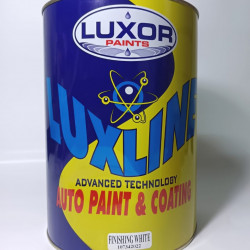 LUXOR
PAINTS
LUXLINE
ADVANCED TECHNOLOGY
AUTO PAINT & COATING
FINISHING WHITE